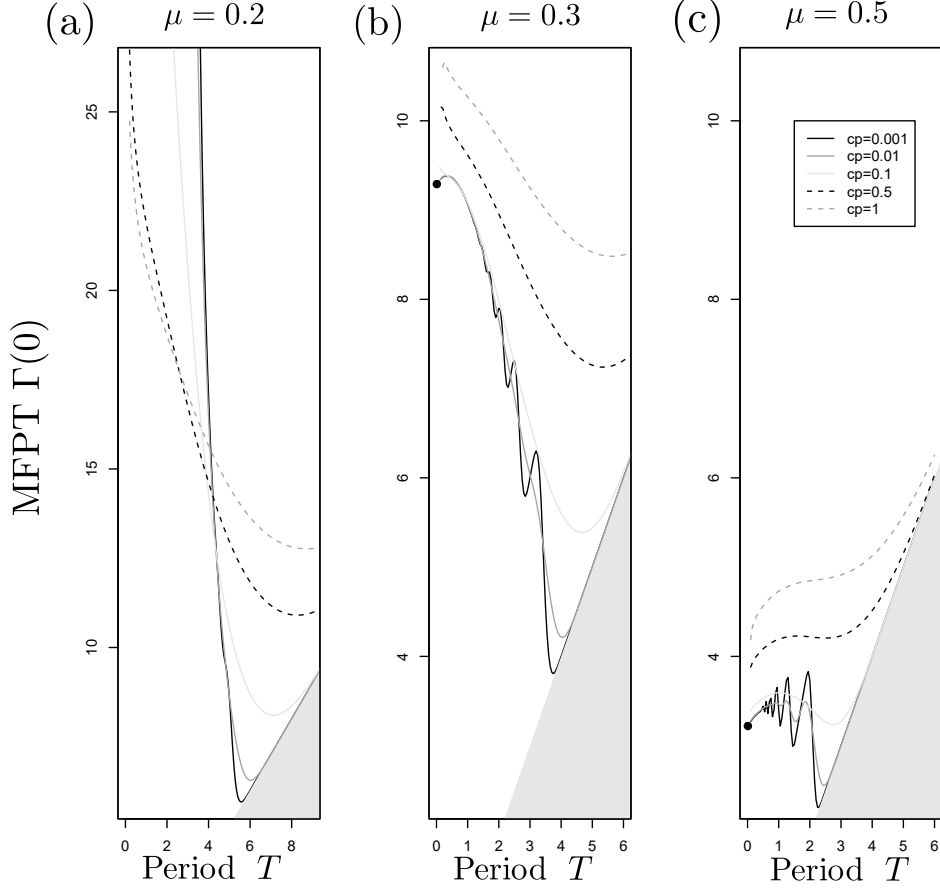 (a) μ = 0.2
(b) μ = 0.3
(c) μ = 0.5
MFPT Γ(0)
25
20
15
10
0 2 4 6 8
Period T
10
8
6
4
0 1 2 3 4 5 6
Period T
10
8
6
4
cp=0.001
cp=0.01
cp=0.1
cp=0.5
cp=1
0 1 2 3 4 5 6
Period T